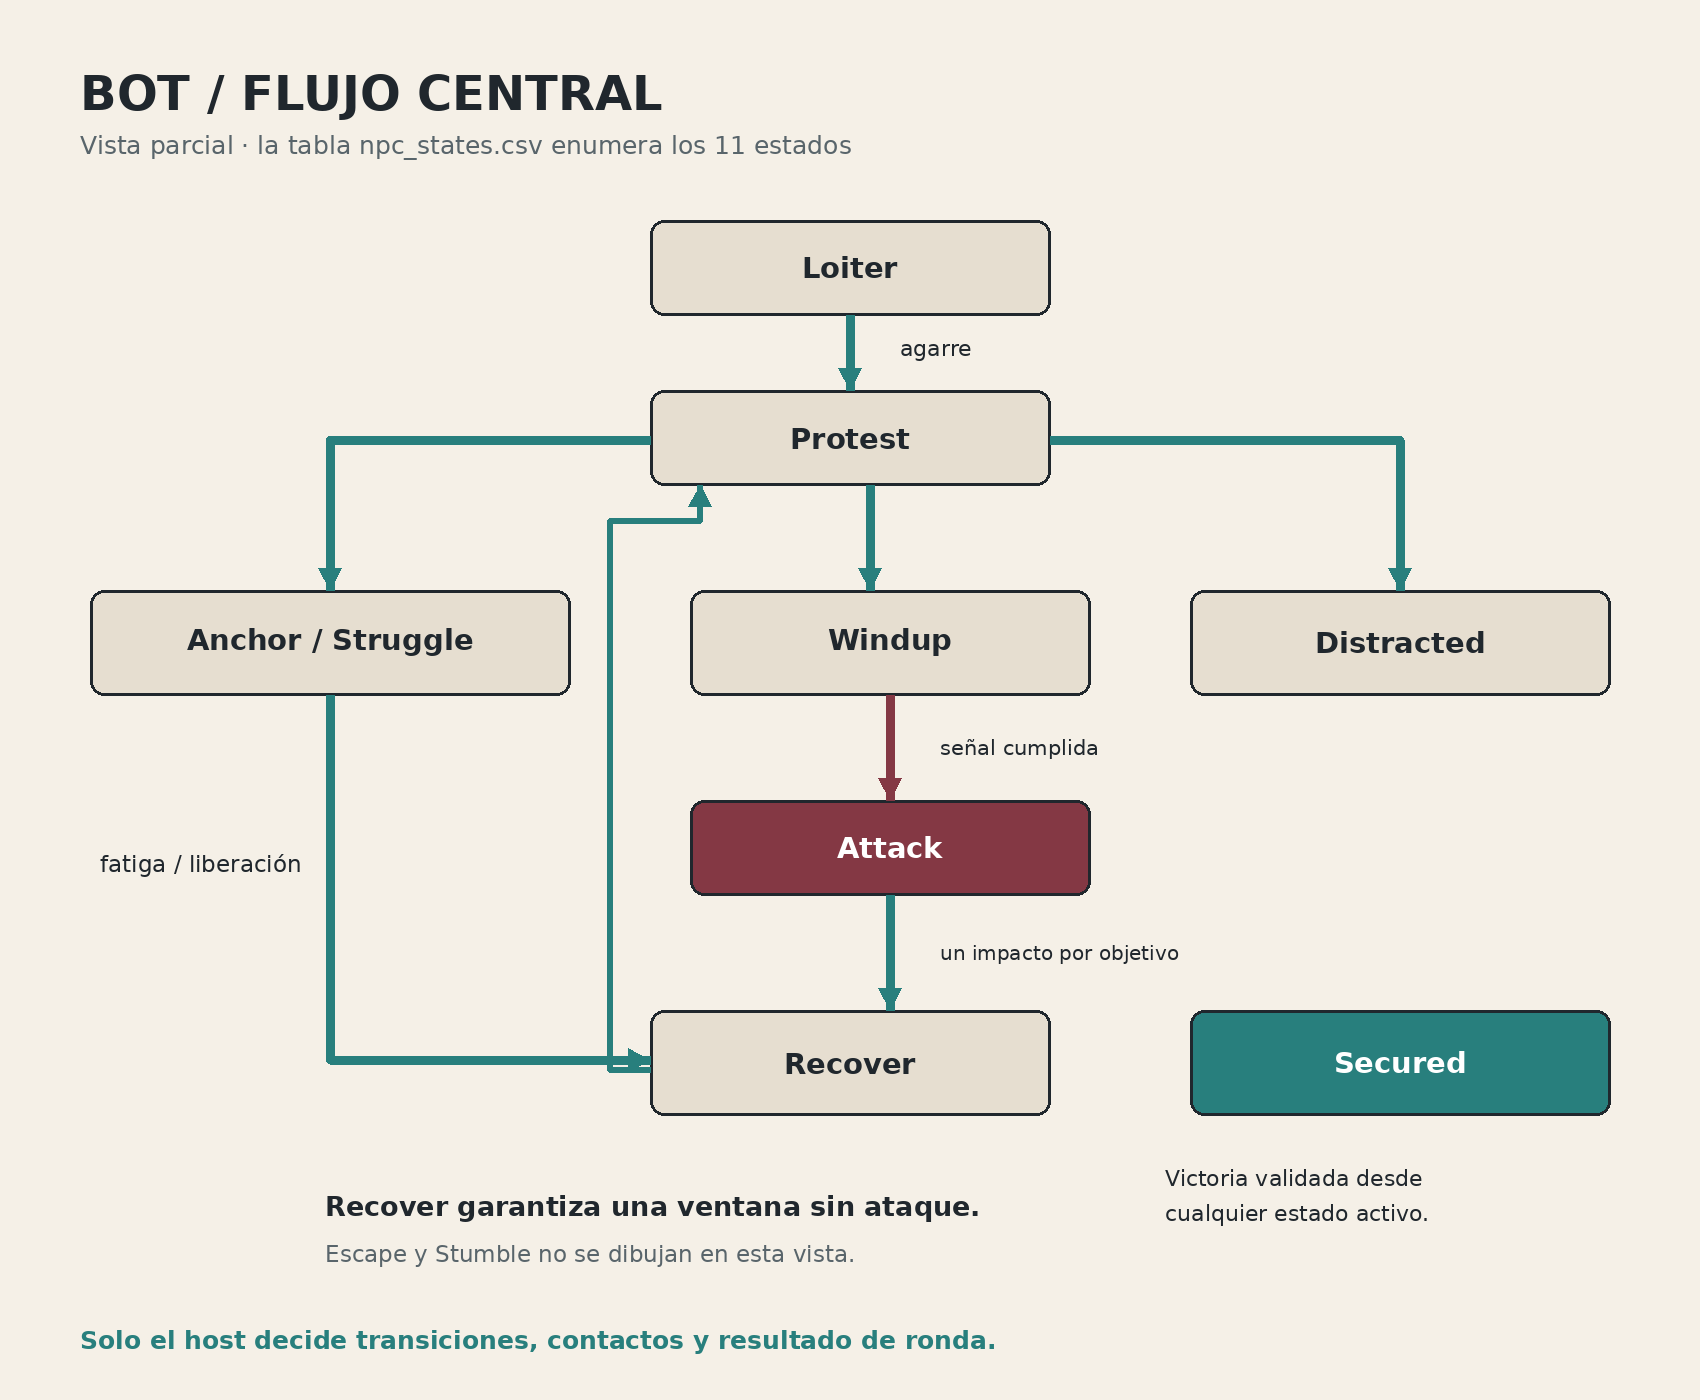 BOT / FLUJO CENTRAL
Vista parcial · la tabla npc_states.csv enumera los 11 estados
Loiter
agarre
Protest
Anchor / Struggle
Windup
Distracted
señal cumplida
Attack
fatiga / liberación
un impacto por objetivo
Recover
Secured
Victoria validada desde
cualquier estado activo.
Recover garantiza una ventana sin ataque.
Escape y Stumble no se dibujan en esta vista.
Solo el host decide transiciones, contactos y resultado de ronda.